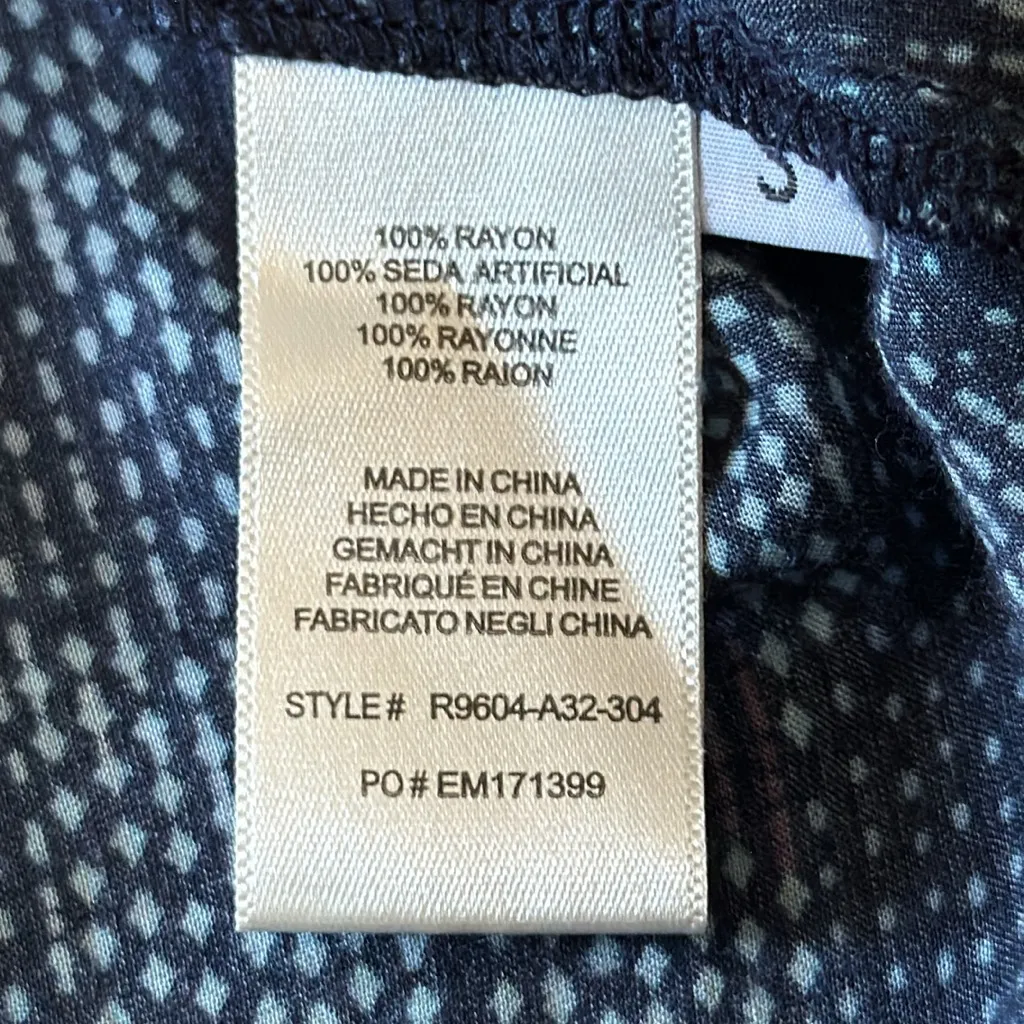 100% RAYON
100% SEDA ARTIFICIAL
100% RAYON
100% RAYONNE
100% RAION
MADE IN CHINA
HECHO EN CHINA
GEMACHT IN CHINA
FABRIQUÉ EN CHINE
FABRICATO NEGLI CHINA
STYLE# R9604-A32-304
PO# EM171399